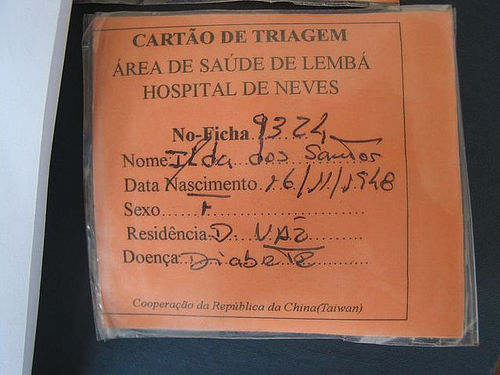 CARTÃO DE TRIAGEM
ÁREA DE SAÚDE DE LEMBÁ
HOSPITAL DE NEVES
No-Ficha 9324
Nome: Ilda dos Santos
Data Nascimento 16/11/1948
Sexo F
Residência: D. VAZ
Doença: Diabete
Cooperação da República da China(Taiwan)